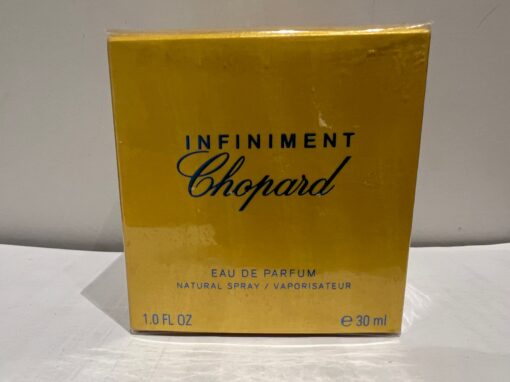 INFINIMENT
Chopard
EAU DE PARFUM
NATURAL SPRAY / VAPORISATEUR
1.0 FL OZ
℮ 30 ml